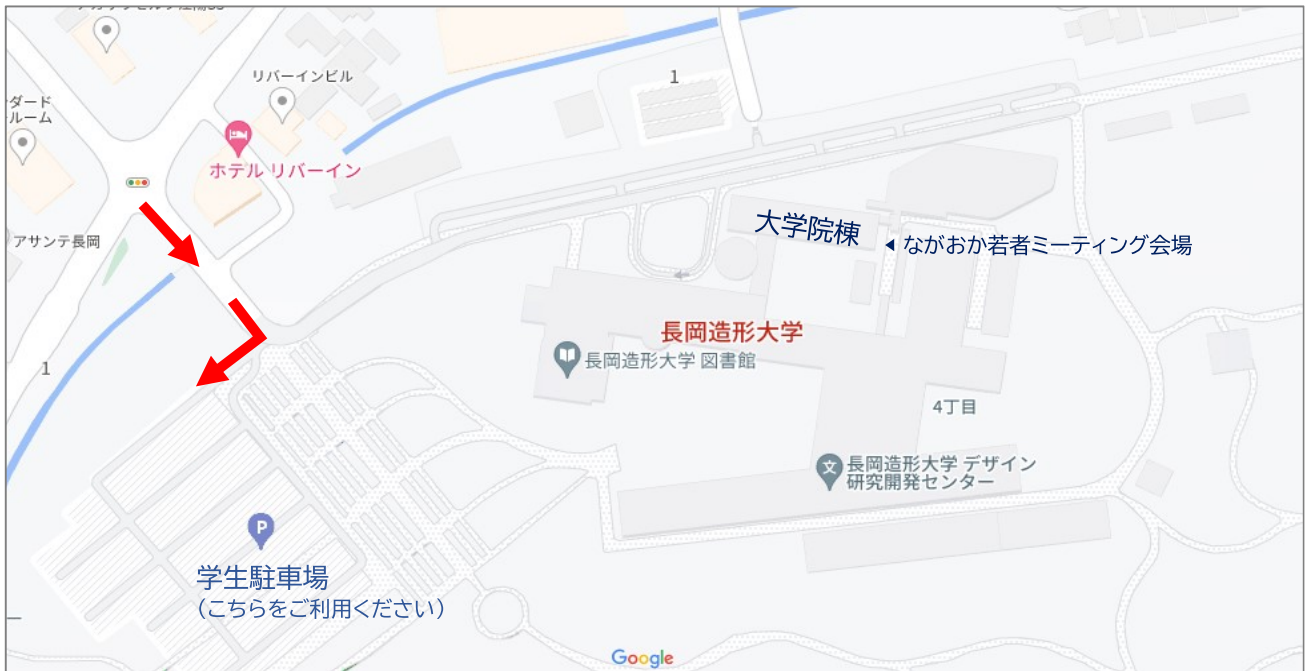 リバーインビル
1
ダード
ルーム
ホテル リバーイン
大学院棟
アサンテ長岡
◀ ながおか若者ミーティング会場
長岡造形大学
長岡造形大学 図書館
1
4丁目
長岡造形大学 デザイン
研究開発センター
P
学生駐車場
（こちらをご利用ください）
Google